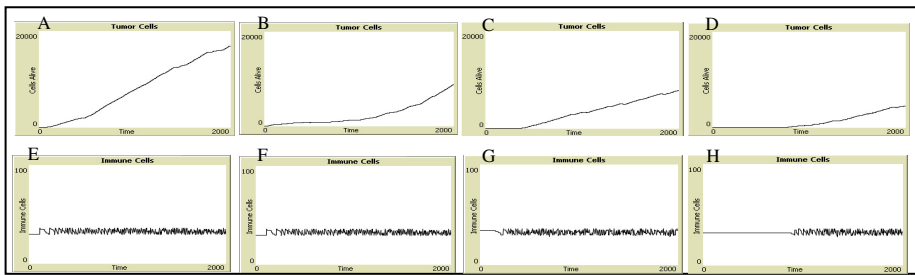 A
Tumor Cells
20000
Cells Alive
0
0
Time
2000
B
Tumor Cells
20000
Cells Alive
0
0
Time
2000
C
Tumor Cells
20000
Cells Alive
0
0
Time
2000
D
Tumor Cells
20000
Cells Alive
0
0
Time
2000
E
Immune Cells
100
Immune Cells
0
0
Time
2000
F
Immune Cells
100
Immune Cells
0
0
Time
2000
G
Immune Cells
100
Immune Cells
0
0
Time
2000
H
Immune Cells
100
Immune Cells
0
0
Time
2000